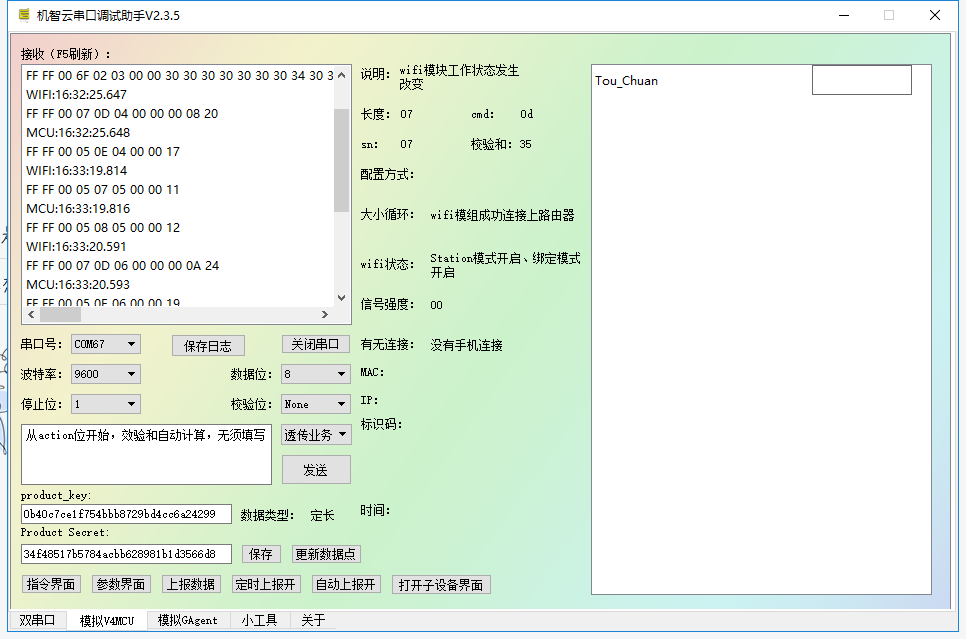 机智云串口调试助手V2.3.5
接收（F5刷新）：
FF FF 00 6F 02 03 00 00 30 30 30 30 30 30 30 34 30 3
WIFI:16:32:25.647
FF FF 00 07 0D 04 00 00 00 08 20
MCU:16:32:25.648
FF FF 00 05 0E 04 00 00 17
WIFI:16:33:19.814
FF FF 00 05 07 05 00 00 11
MCU:16:33:19.816
FF FF 00 05 08 05 00 00 12
WIFI:16:33:20.591
FF FF 00 07 0D 06 00 00 00 0A 24
MCU:16:33:20.593
FF FF 00 05 0E 06 00 00 19
说明： wifi模块工作状态发生
改变
长度： 07 cmd: 0d
sn: 07 校验和：35
配置方式：
大小循环： wifi模组成功连接上路由器
wifi状态： Station模式开启、绑定模式
开启
信号强度： 00
有无连接： 没有手机连接
MAC:
IP:
标识码：
时间：
Tou_Chuan
串口号： COM67 保存日志 关闭串口
波特率： 9600 数据位： 8
停止位： 1 校验位： None
从action位开始，效验和自动计算，无须填写 透传业务
发送
product_key:
0b40c7ce1f754bbb8729bd4cc6a24299 数据类型： 定长
Product Secret:
34f48517b5784acbb628981b1d3566d8 保存 更新数据点
指令界面 参数界面 上报数据 定时上报开 自动上报开 打开子设备界面
双串口 模拟V4MCU 模拟GAgent 小工具 关于